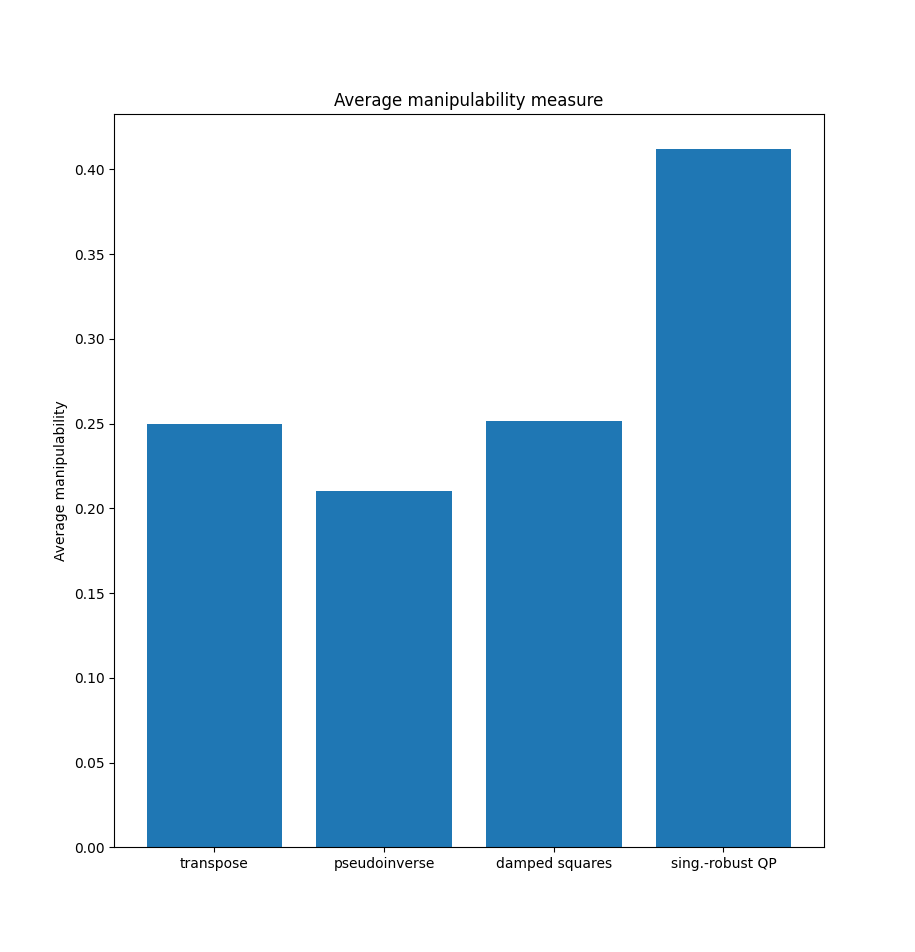 Average manipulability measure
0.40
0.35
0.30
0.25
0.20
0.15
0.10
0.05
0.00
Average manipulability
transpose
pseudoinverse
damped squares
sing.-robust QP